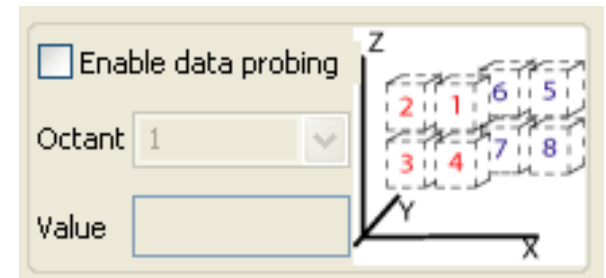 Enable data probing
Octant 1
Value
Z
2 1 6 5
3 4 7 8
Y
X